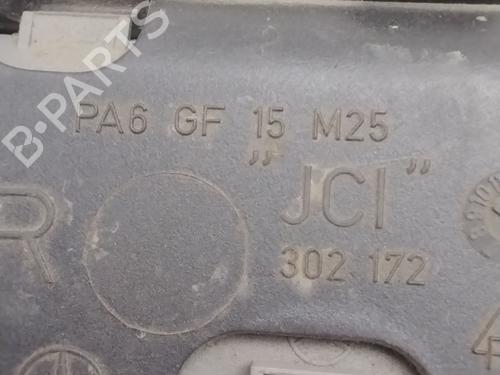 B-PARTS
PA6 GF 15 M25
„JCI"
302 172
R